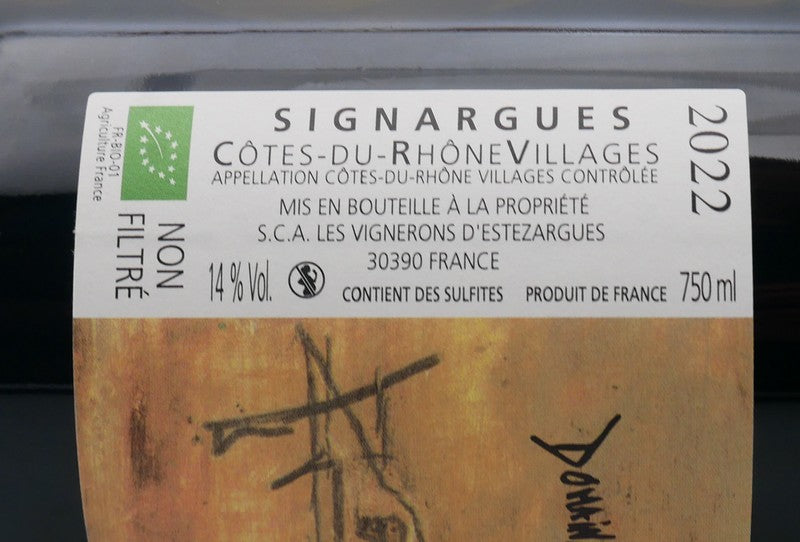 SIGNARGUES
CÔTES-DU-RHÔNE VILLAGES
APPELLATION CÔTES-DU-RHÔNE VILLAGES CONTRÔLÉE
MIS EN BOUTEILLE À LA PROPRIÉTÉ
S.C.A. LES VIGNERONS D'ESTEZARGUES
30390 FRANCE
14 % Vol.
CONTIENT DES SULFITES
PRODUIT DE FRANCE
750 ml
2022
FR-BIO-01
Agriculture France
NON
FILTRÉ